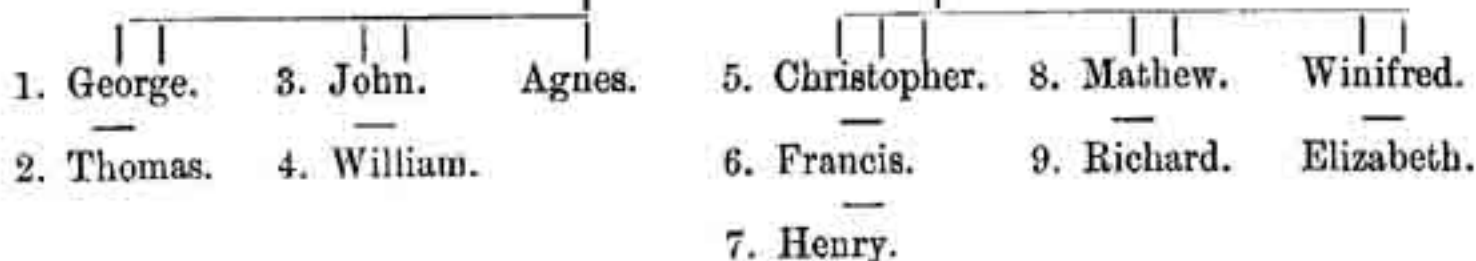 1. George. 3. John. Agnes. 5. Christopher. 8. Mathew. Winifred.
2. Thomas. 4. William. 6. Francis. 9. Richard. Elizabeth.
7. Henry.